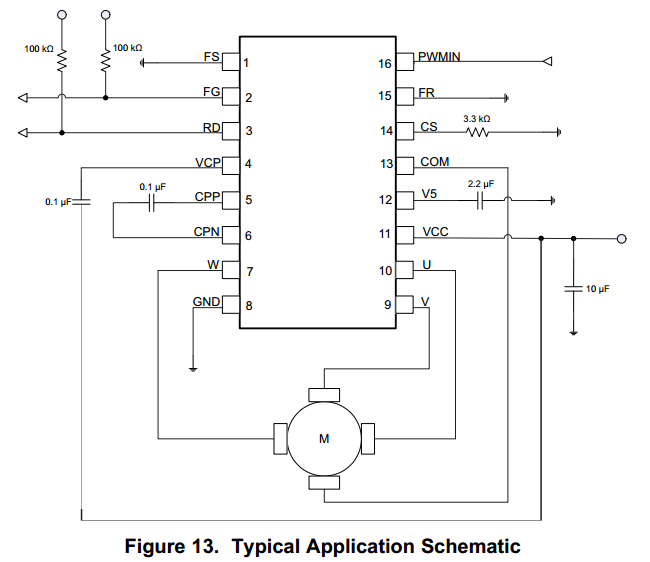 100 kΩ
100 kΩ
FS
1
16
PWMIN
FG
2
15
FR
RD
3
14
CS
3.3 kΩ
VCP
4
13
COM
0.1 µF
0.1 µF
CPP
5
12
V5
2.2 µF
CPN
6
11
VCC
W
7
10
U
10 µF
GND
8
9
V
M
Figure 13. Typical Application Schematic